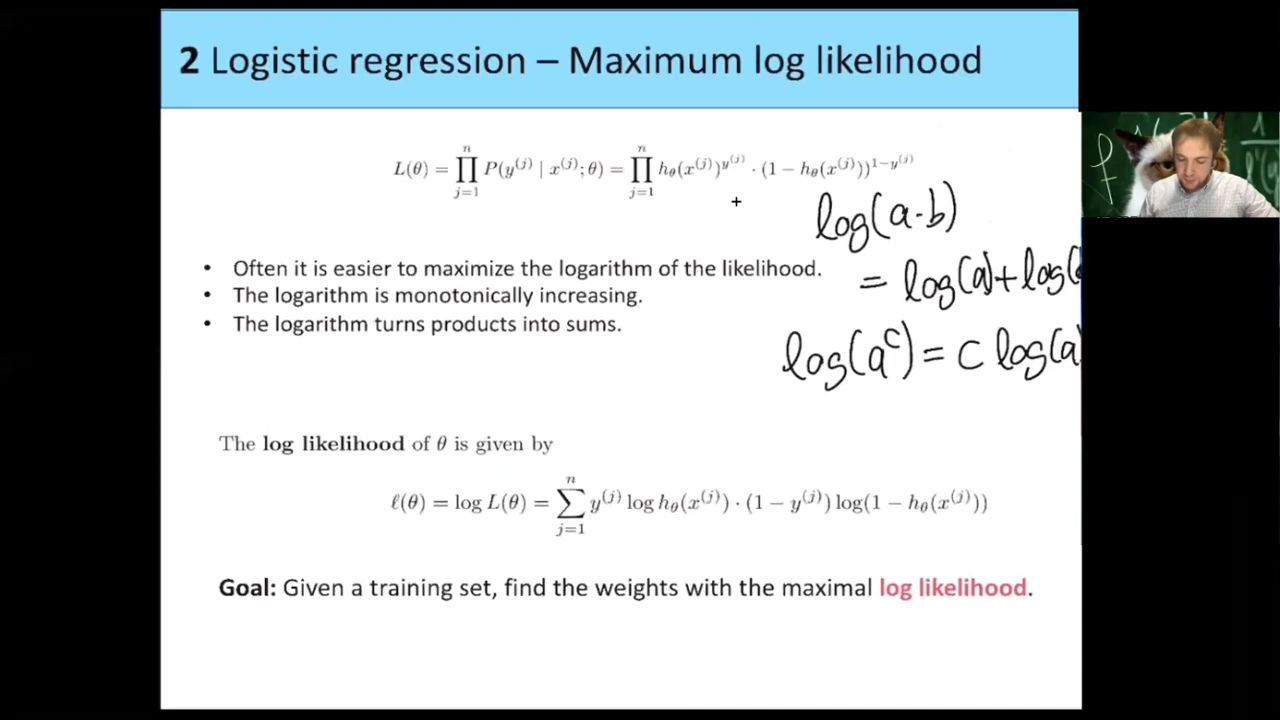 2 Logistic regression – Maximum log likelihood
L(θ) = ∏_{j=1}^{n} P(y^{(j)} | x^{(j)}; θ) = ∏_{j=1}^{n} h_θ(x^{(j)})^{y^{(j)}} · (1 − h_θ(x^{(j)}))^{1−y^{(j)}}
log(a·b)
• Often it is easier to maximize the logarithm of the likelihood.
= log(a)+log(
• The logarithm is monotonically increasing.
• The logarithm turns products into sums.
log(a^c) = c log(a)
The log likelihood of θ is given by
ℓ(θ) = log L(θ) = ∑_{j=1}^{n} y^{(j)} log h_θ(x^{(j)}) · (1 − y^{(j)}) log(1 − h_θ(x^{(j)}))
Goal: Given a training set, find the weights with the maximal log likelihood.